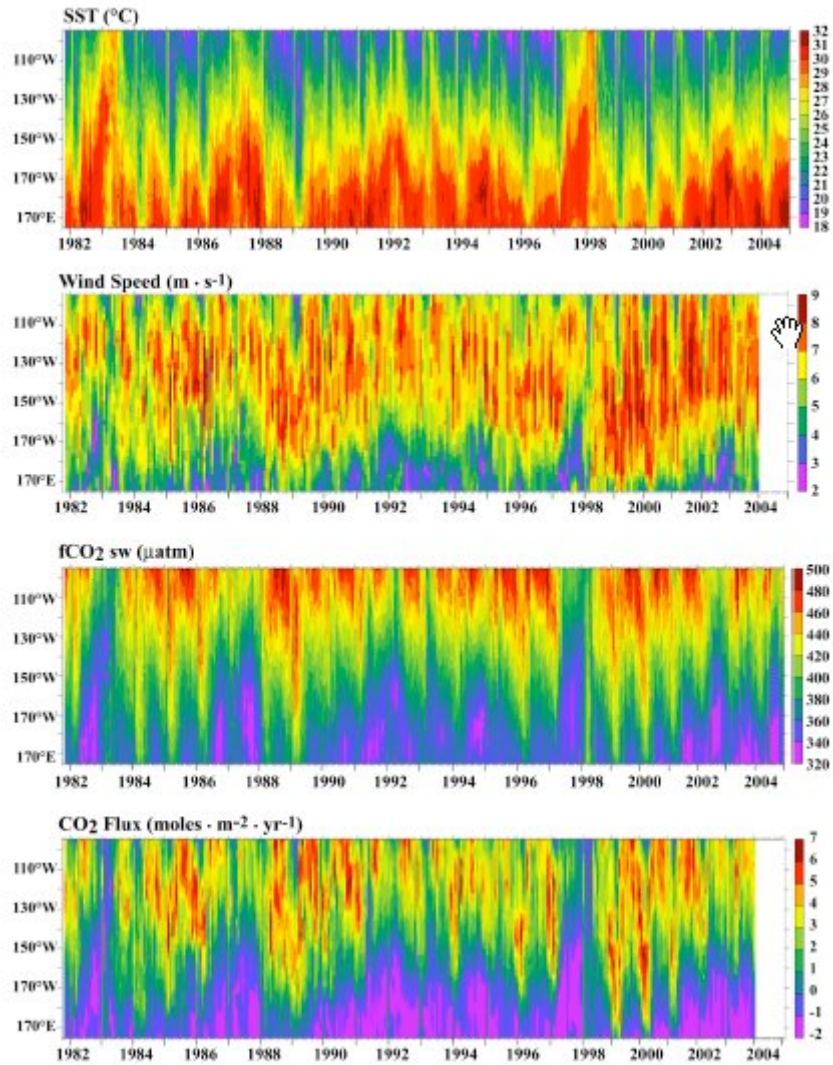 SST (°C)
110°W
130°W
150°W
170°W
170°E
32
31
30
29
28
27
26
25
24
23
22
21
20
19
18
1982 1984 1986 1988 1990 1992 1994 1996 1998 2000 2002 2004
Wind Speed (m · s-1)
110°W
130°W
150°W
170°W
170°E
9
8
7
6
5
4
3
2
1982 1984 1986 1988 1990 1992 1994 1996 1998 2000 2002 2004
fCO2 sw (µatm)
110°W
130°W
150°W
170°W
170°E
500
480
460
440
420
400
380
360
340
320
1982 1984 1986 1988 1990 1992 1994 1996 1998 2000 2002 2004
CO2 Flux (moles · m-2 · yr-1)
110°W
130°W
150°W
170°W
170°E
7
6
5
4
3
2
1
0
-1
-2
1982 1984 1986 1988 1990 1992 1994 1996 1998 2000 2002 2004